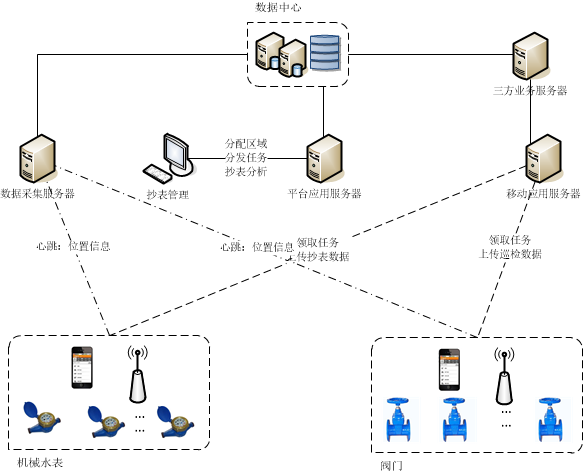 数据中心
三方业务服务器
分配区域
分发任务
抄表分析
数据采集服务器
抄表管理
平台应用服务器
移动应用服务器
心跳：位置信息
心跳：位置信息
领取任务
上传抄表数据
领取任务
上传巡检数据
...
...
...
...
机械水表
阀门